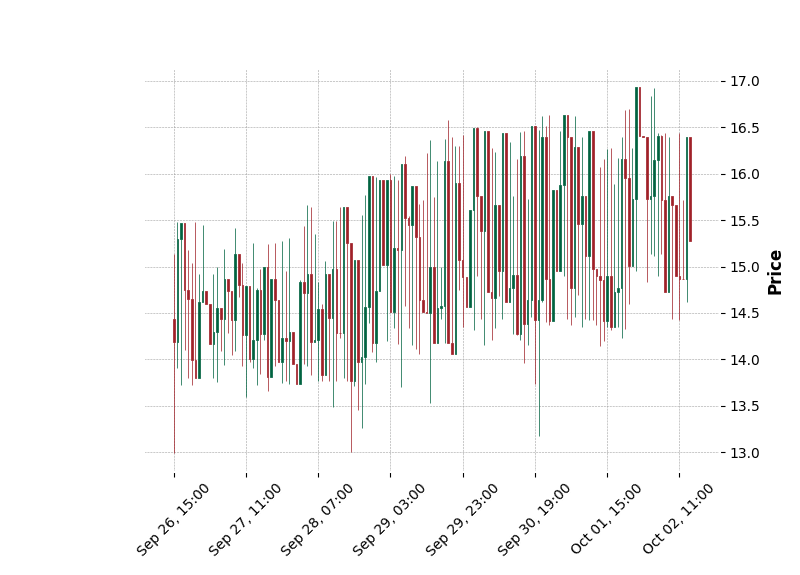 17.0
16.5
16.0
15.5
15.0
14.5
14.0
13.5
13.0
Price
Sep 26, 15:00
Sep 27, 11:00
Sep 28, 07:00
Sep 29, 03:00
Sep 29, 23:00
Sep 30, 19:00
Oct 01, 15:00
Oct 02, 11:00